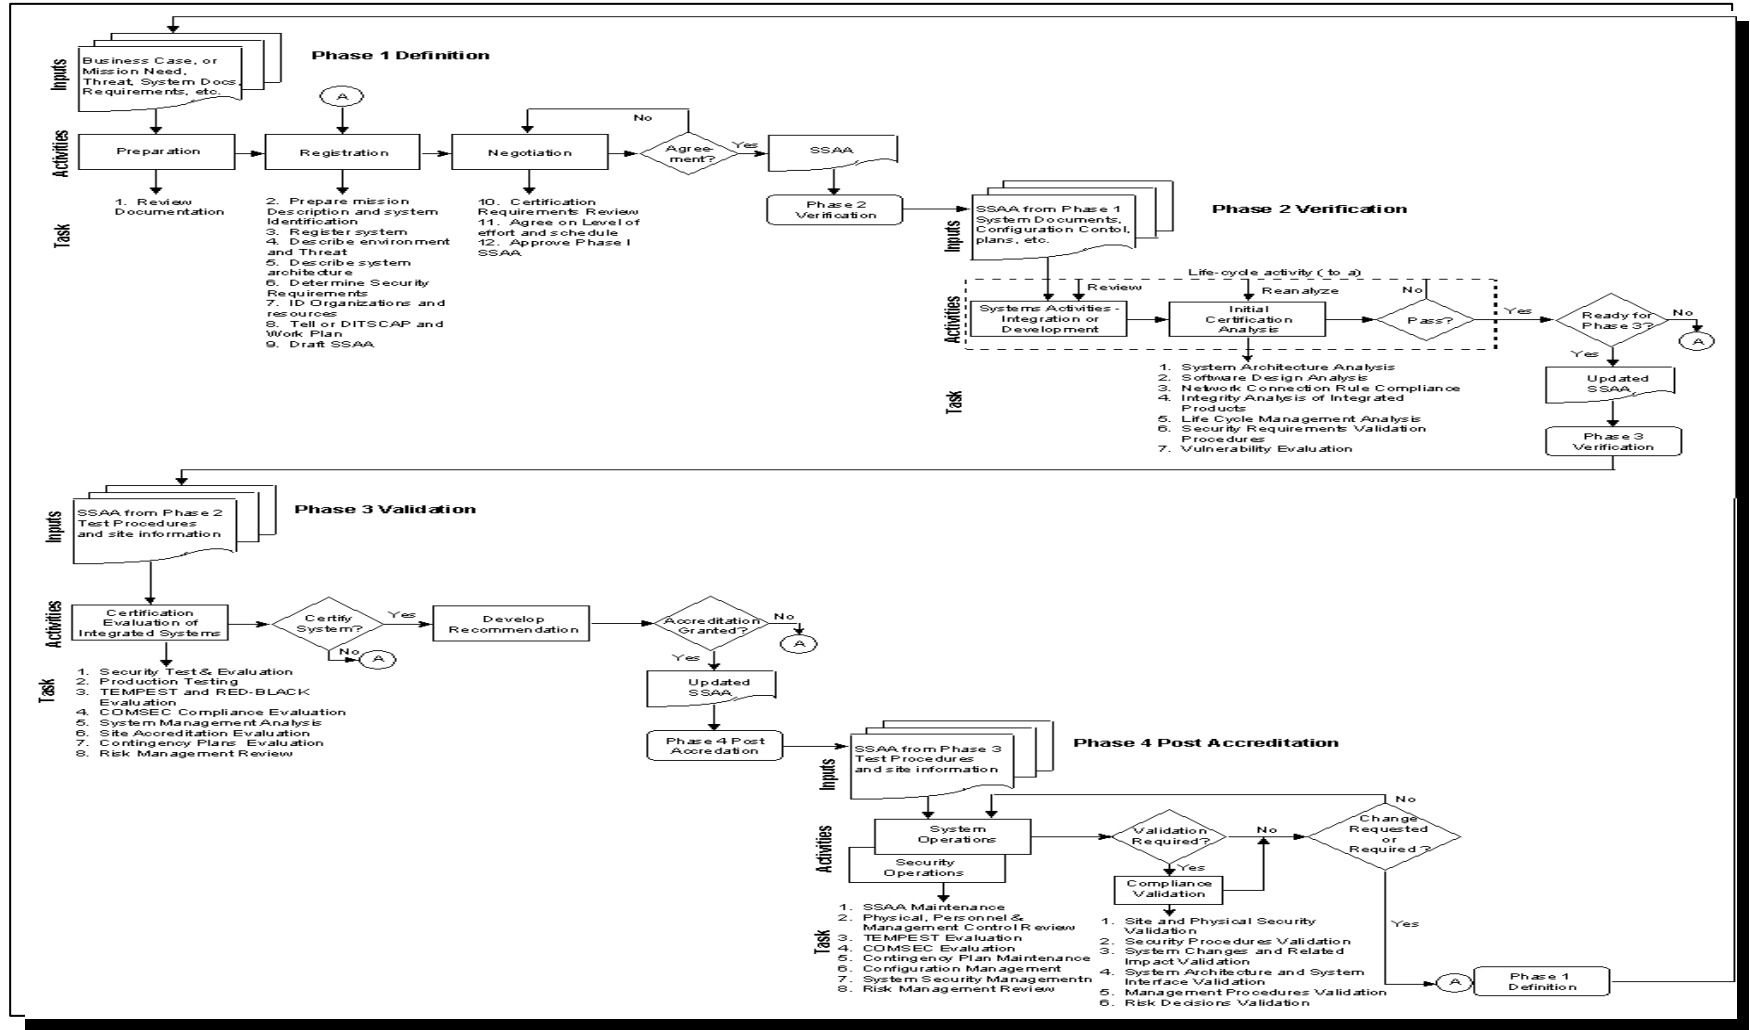 Phase 1 Definition
Inputs
Business Case, or
Mission Need,
Threat, System Docs
Requirements, etc.
A
Activities
Preparation
Registration
Negotiation
No
Agree-
ment?
Yes
SSAA
Phase 2
Verification
Task
1. Review
Documentation
2. Prepare mission
Description and system
Identification
3. Register system
4. Describe environment
and Threat
5. Describe system
architecture
6. Determine Security
Requirements
7. ID Organizations and
resources
8. Tell or DITSCAP and
Work Plan
9. Draft SSAA
10. Certification
Requirements Review
11. Agree on Level of
effort and schedule
12. Approve Phase I
SSAA
Phase 2 Verification
Inputs
SSAA from Phase 1
System Documents,
Configuration Contol,
plans, etc.
Life-cycle activity ( to a)
Activities
Review
Systems Activities -
Integration or
Development
Reanalyze
Initial
Certification
Analysis
No
Pass?
Yes
Ready for
Phase 3?
No
A
Yes
Updated
SSAA
Phase 3
Verification
Task
1. System Architecture Analysis
2. Software Design Analysis
3. Network Connection Rule Compliance
4. Integrity Analysis of Integrated
Products
5. Life Cycle Management Analysis
6. Security Requirements Validation
Procedures
7. Vulnerability Evaluation
Phase 3 Validation
Inputs
SSAA from Phase 2
Test Procedures
and site information
Activities
Certification
Evaluation of
Integrated Systems
Certify
System?
Yes
No
A
Develop
Recommendation
Accreditation
Granted?
No
A
Yes
Updated
SSAA
Phase 4 Post
Accredation
Task
1. Security Test & Evaluation
2. Production Testing
3. TEMPEST and RED-BLACK
Evaluation
4. COMSEC Compliance Evaluation
5. System Management Analysis
6. Site Accreditation Evaluation
7. Contingency Plans Evaluation
8. Risk Management Review
Phase 4 Post Accreditation
Inputs
SSAA from Phase 3
Test Procedures
and site information
Activities
System
Operations
Security
Operations
Validation
Required?
No
Yes
Compliance
Validation
No
Change
Requested
or
Required ?
Yes
Task
1. SSAA Maintenance
2. Physical, Personnel &
Management Control Review
3. TEMPEST Evaluation
4. COMSEC Evaluation
5. Contingency Plan Maintenance
6. Configuration Management
7. System Security Managementn
8. Risk Management Review
1. Site and Physical Security
Validation
2. Security Procedures Validation
3. System Changes and Related
Impact Validation
4. System Architecture and System
Interface Validation
5. Management Procedures Validation
6. Risk Decisions Validation
A
Phase 1
Definition